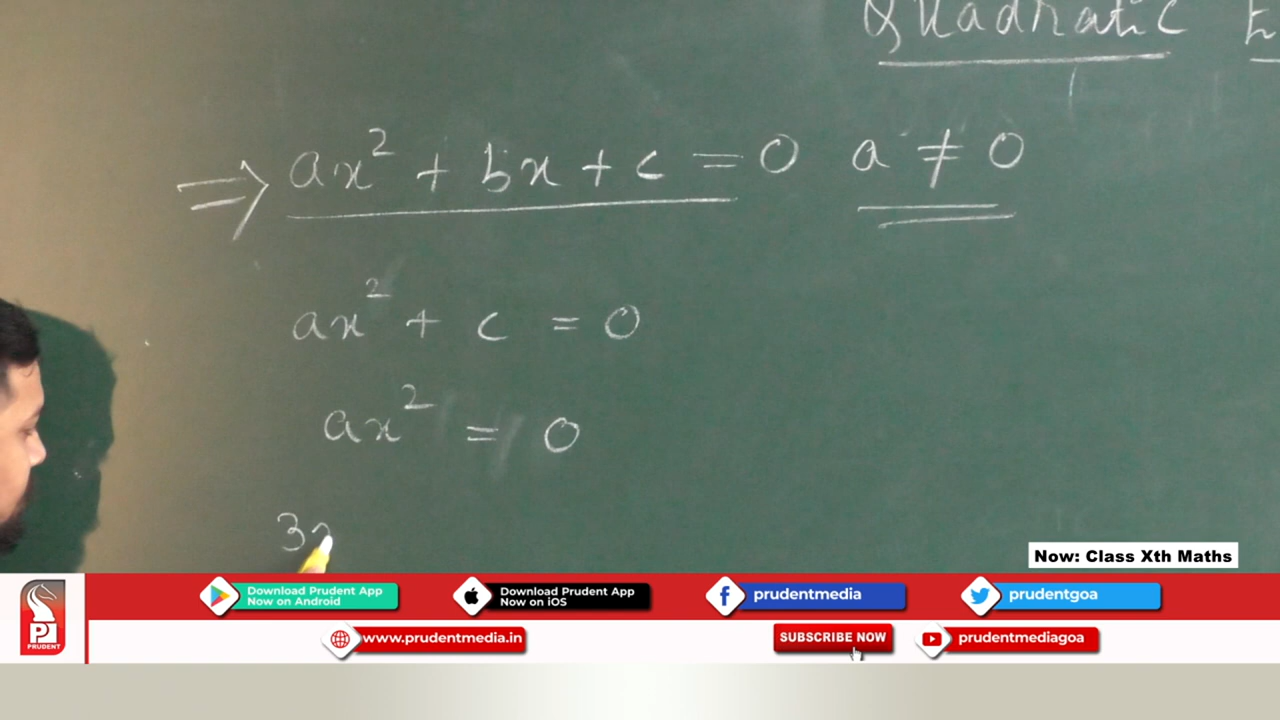 Quadratic E
⇒ ax² + bx + c = 0 a ≠ 0
ax² + c = 0
ax² = 0
3x
Now: Class Xth Maths
Download Prudent App
Now on Android
Download Prudent App
Now on iOS
prudentmedia
prudentgoa
PRUDENT
www.prudentmedia.in
SUBSCRIBE NOW
prudentmediagoa